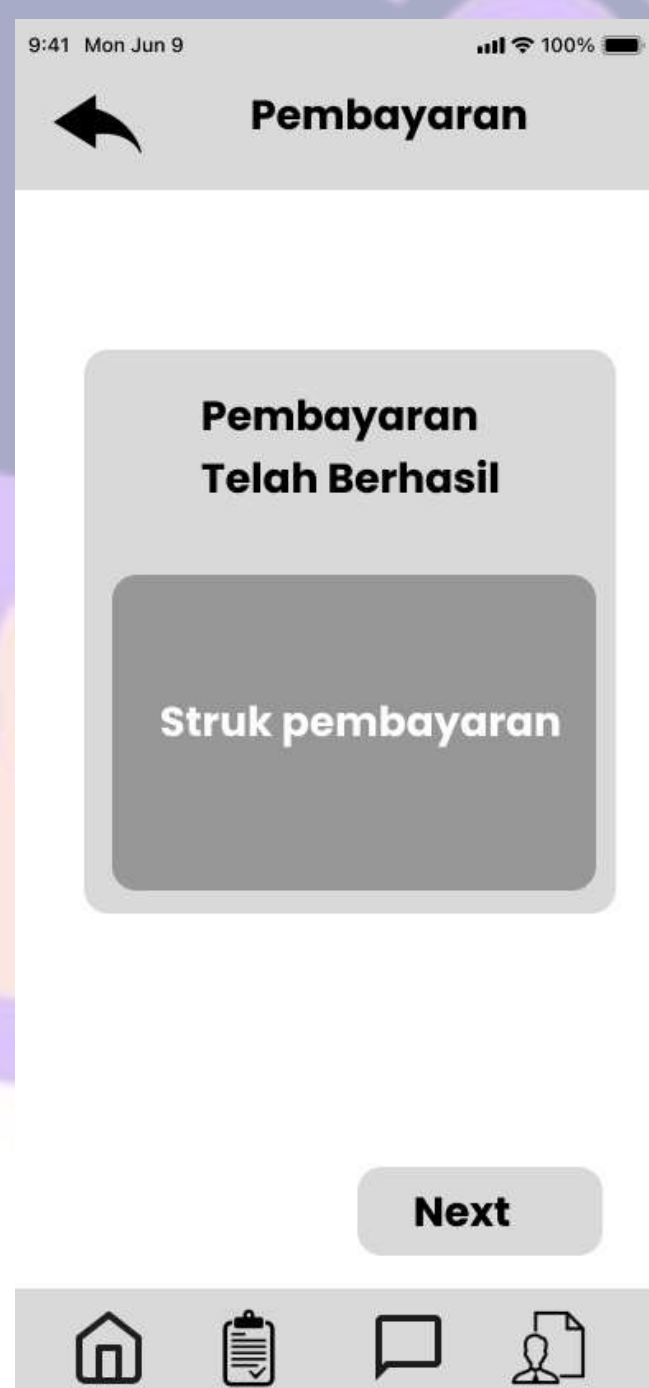 9:41 Mon Jun 9 100%
Pembayaran
Pembayaran
Telah Berhasil
Struk pembayaran
Next